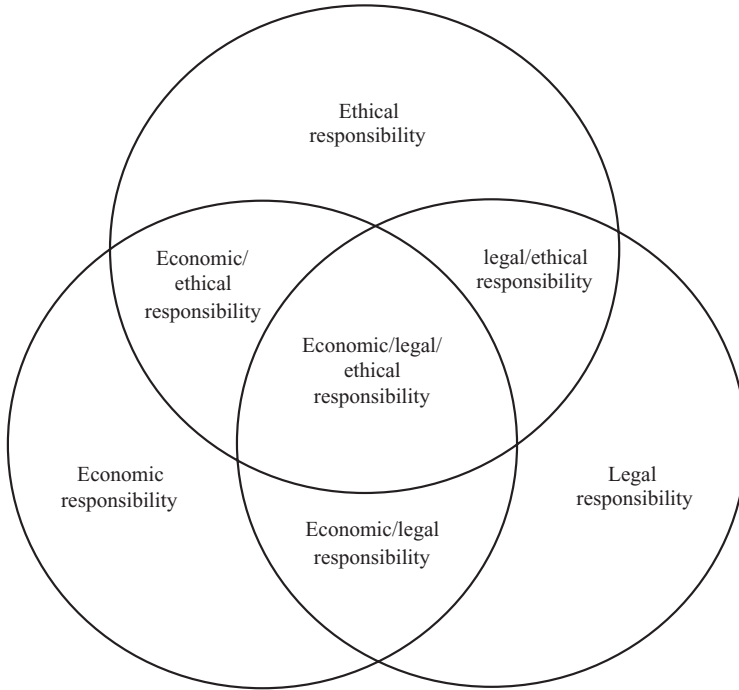 Ethical
responsibility
Economic/
ethical
responsibility
legal/ethical
responsibility
Economic/legal/
ethical
responsibility
Economic
responsibility
Legal
responsibility
Economic/legal
responsibility